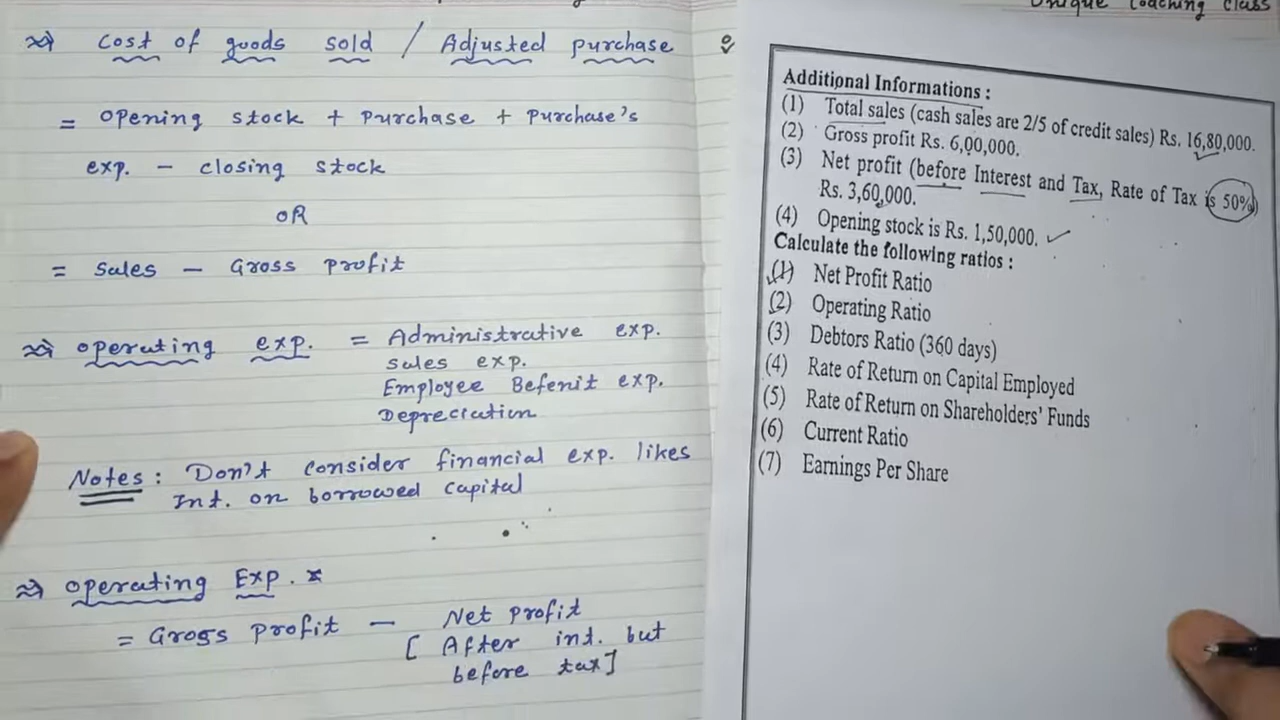 Unique Coaching Class
⇒ Cost of goods sold / Adjusted purchase :
= Opening stock + Purchase + Purchase's
exp. - closing stock
OR
= Sales - Gross profit
⇒ Operating exp. = Administrative exp.
Sales exp.
Employee Befenit exp.
Depreciation
Notes : Don't consider financial exp. likes
Int. on borrowed capital
⇒ Operating Exp.
= Gross profit - Net profit
[ After int. but
before tax]
Additional Informations :
(1) Total sales (cash sales are 2/5 of credit sales) Rs. 16,80,000.
(2) Gross profit Rs. 6,00,000.
(3) Net profit (before Interest and Tax, Rate of Tax is 50%)
Rs. 3,60,000.
(4) Opening stock is Rs. 1,50,000.
Calculate the following ratios :
(1) Net Profit Ratio
(2) Operating Ratio
(3) Debtors Ratio (360 days)
(4) Rate of Return on Capital Employed
(5) Rate of Return on Shareholders' Funds
(6) Current Ratio
(7) Earnings Per Share